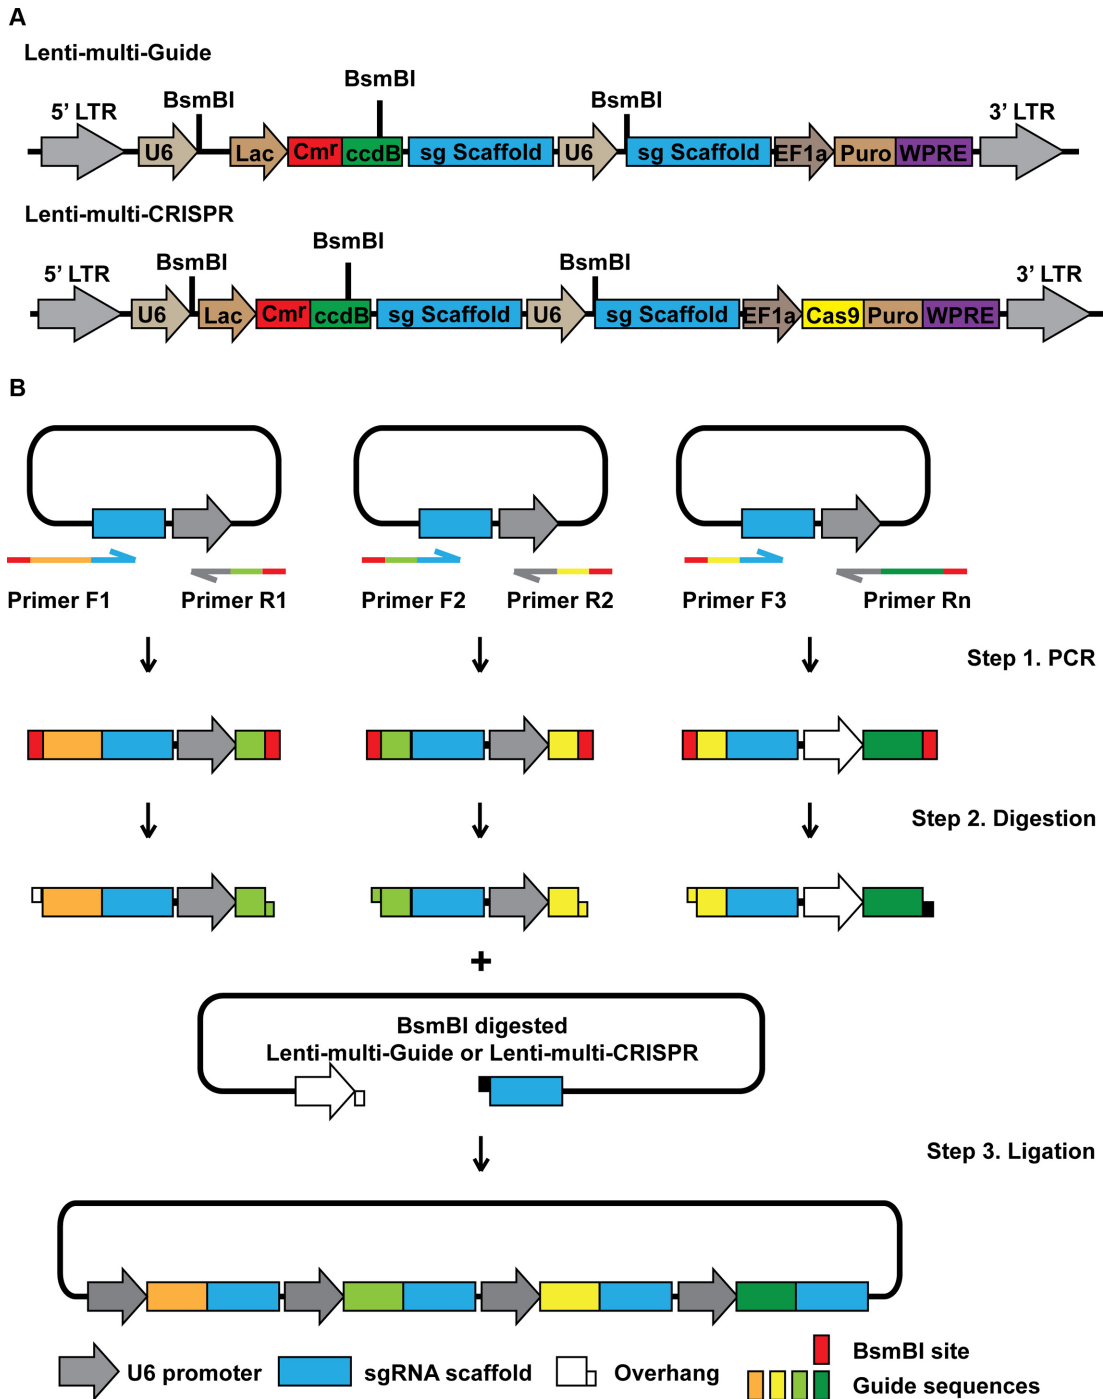 A
Lenti-multi-Guide
5' LTR
BsmBI
BsmBI
BsmBI
3' LTR
U6
Lac
Cmr
ccdB
sg Scaffold
U6
sg Scaffold
EF1a
Puro
WPRE
Lenti-multi-CRISPR
5' LTR
BsmBI
BsmBI
BsmBI
3' LTR
U6
Lac
Cmr
ccdB
sg Scaffold
U6
sg Scaffold
EF1a
Cas9
Puro
WPRE
B
Primer F1
Primer R1
Primer F2
Primer R2
Primer F3
Primer Rn
Step 1. PCR
Step 2. Digestion
+
BsmBI digested
Lenti-multi-Guide or Lenti-multi-CRISPR
Step 3. Ligation
U6 promoter
sgRNA scaffold
Overhang
BsmBI site
Guide sequences